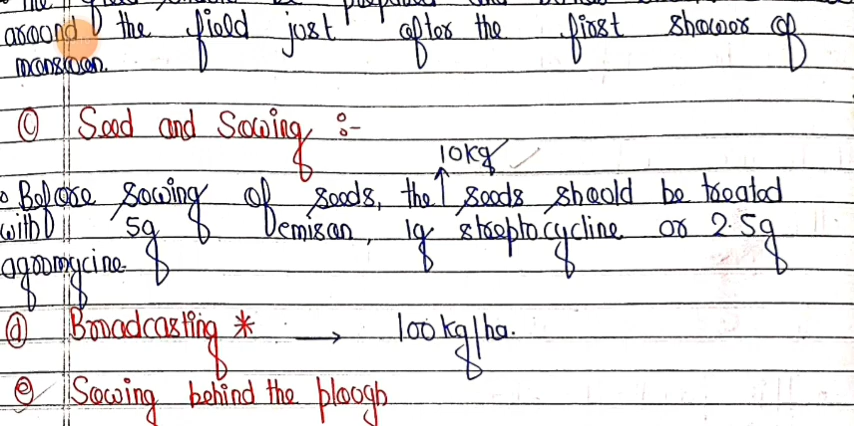 around the field just after the first shower of
monsoon.
(c) Seed and Sowing :-
10kg
Before sowing of seeds, the ↑ seeds should be treated
with 5g Demisan, 1g streptocycline or 2.5g
agromycine.
(d) Broadcasting * → 100 kg/ha.
(e) Sowing behind the plough